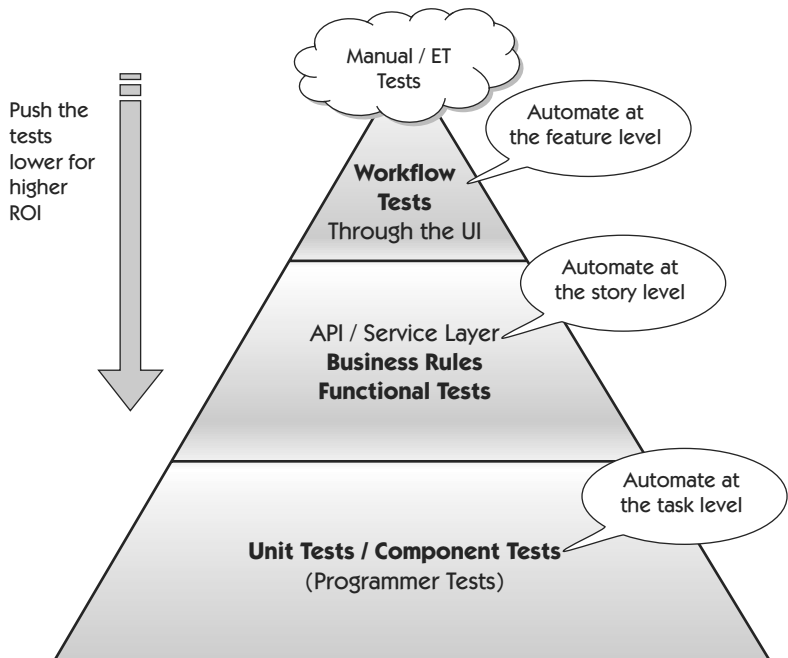 Manual / ET
Tests
Automate at
the feature level
Push the
tests
lower for
higher
ROI
Workflow
Tests
Through the UI
Automate at
the story level
API / Service Layer
Business Rules
Functional Tests
Automate at
the task level
Unit Tests / Component Tests
(Programmer Tests)